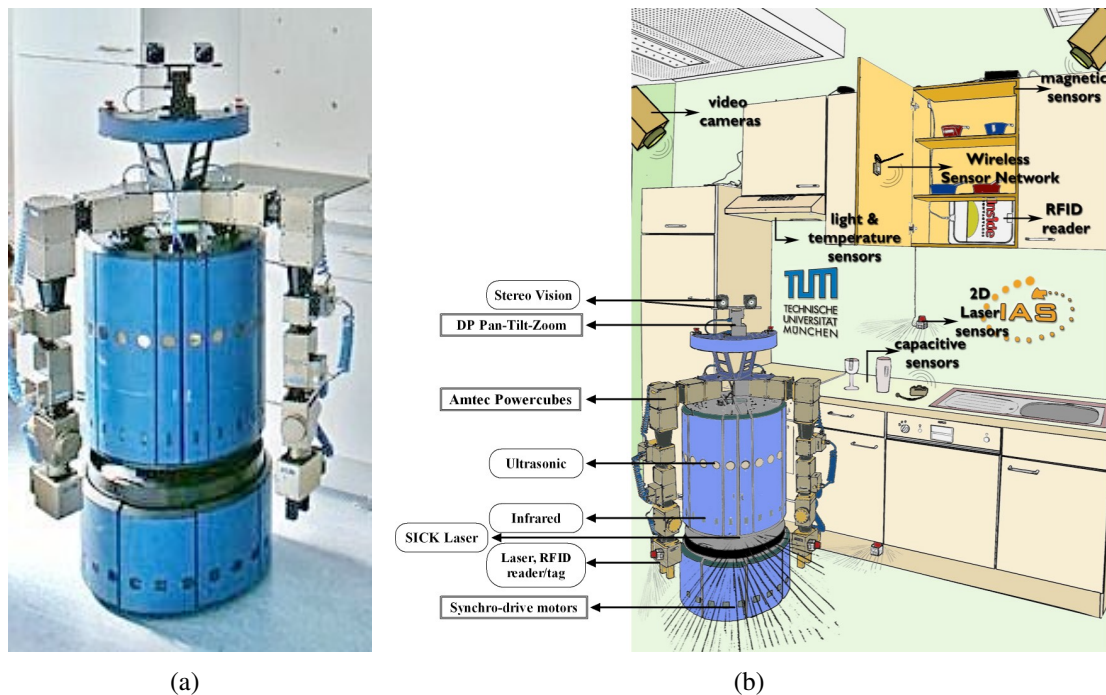 video
cameras
magnetic
sensors
Wireless
Sensor Network
RFID
reader
Inside
light &
temperature
sensors
TUM
TECHNISCHE
UNIVERSITÄT
MÜNCHEN
2D
Laser
sensors
IAS
capacitive
sensors
Stereo Vision
DP Pan-Tilt-Zoom
Amtec Powercubes
Ultrasonic
Infrared
SICK Laser
Laser, RFID
reader/tag
Synchro-drive motors
(a)
(b)